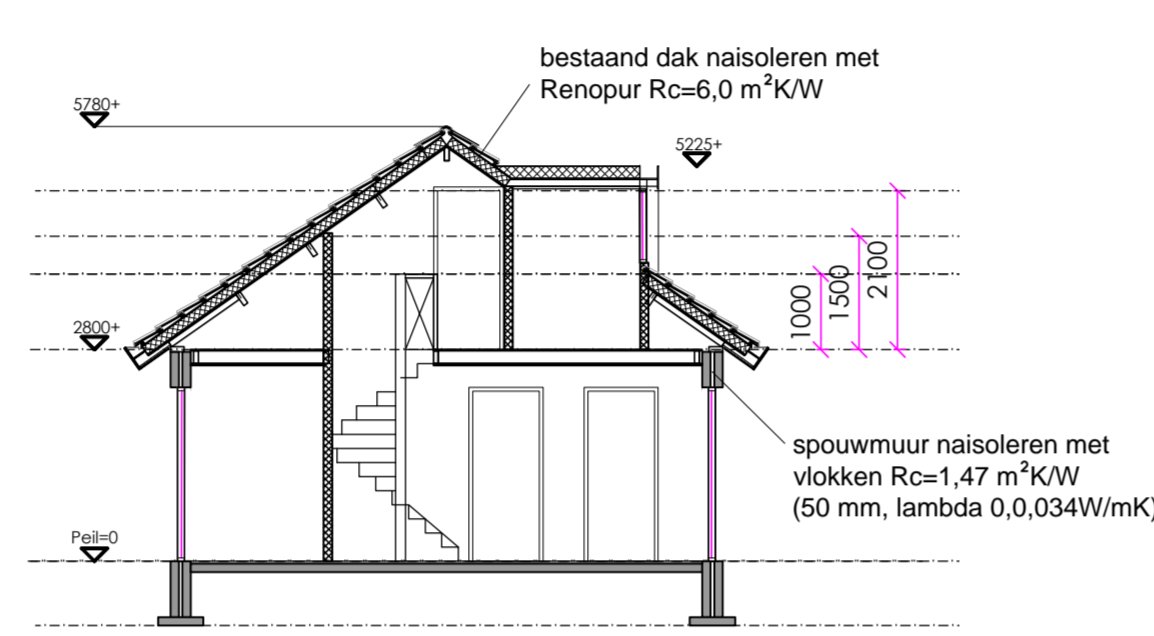 bestaand dak naisoleren met
Renopur Rc=6,0 m²K/W
5780+
5225+
2800+
1000
1500
2100
spouwmuur naisoleren met
vlokken Rc=1,47 m²K/W
(50 mm, lambda 0,0,034W/mK)
Peil=0